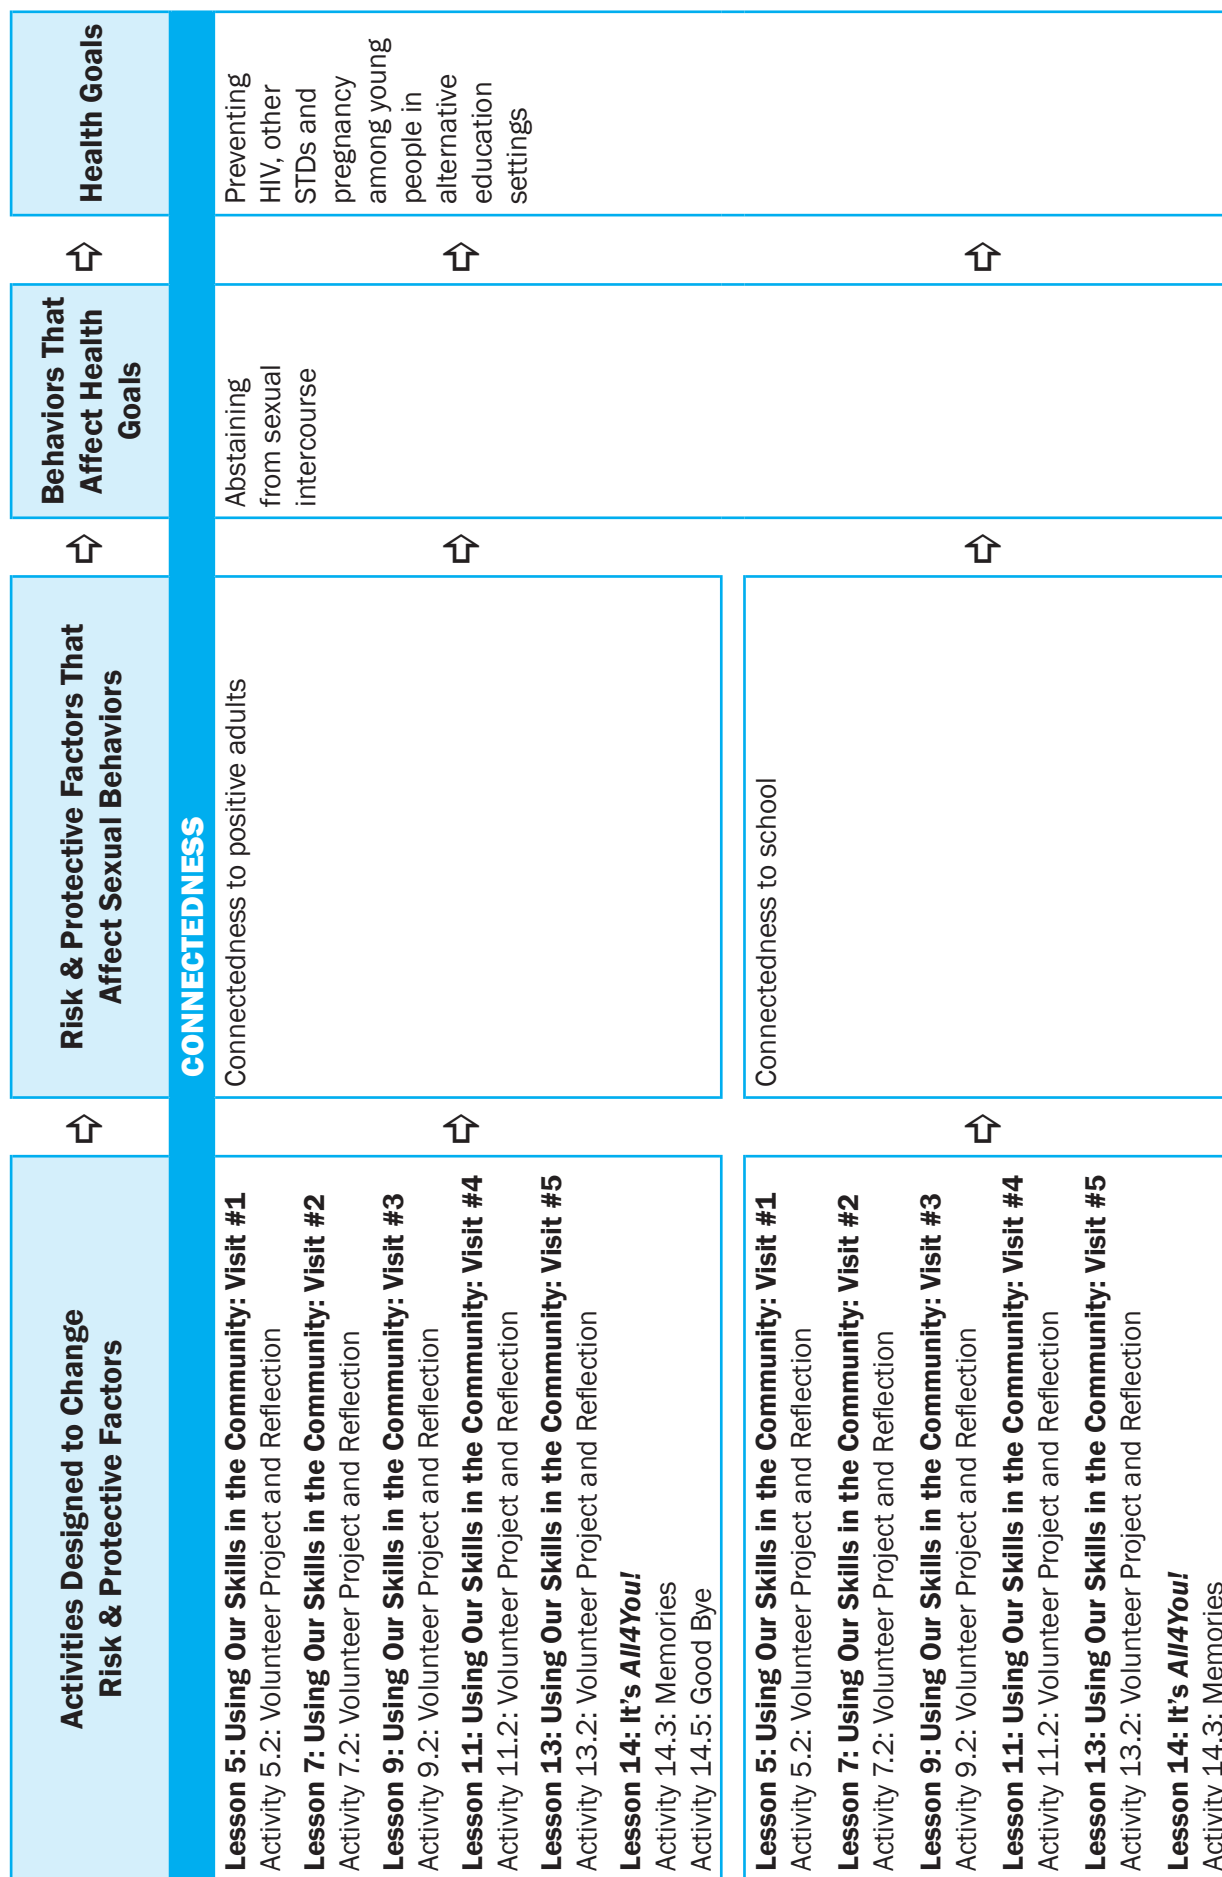 Activities Designed to Change
Risk & Protective Factors
⇨
Risk & Protective Factors That
Affect Sexual Behaviors
⇨
Behaviors That
Affect Health
Goals
⇨
Health Goals
CONNECTEDNESS
Lesson 5: Using Our Skills in the Community: Visit #1
Activity 5.2: Volunteer Project and Reflection
Lesson 7: Using Our Skills in the Community: Visit #2
Activity 7.2: Volunteer Project and Reflection
Lesson 9: Using Our Skills in the Community: Visit #3
Activity 9.2: Volunteer Project and Reflection
Lesson 11: Using Our Skills in the Community: Visit #4
Activity 11.2: Volunteer Project and Reflection
Lesson 13: Using Our Skills in the Community: Visit #5
Activity 13.2: Volunteer Project and Reflection
Lesson 14: It’s All4You!
Activity 14.3: Memories
Activity 14.5: Good Bye
⇨
Connectedness to positive adults
⇨
Abstaining
from sexual
intercourse
⇨
Preventing
HIV, other
STDs and
pregnancy
among young
people in
alternative
education
settings
Lesson 5: Using Our Skills in the Community: Visit #1
Activity 5.2: Volunteer Project and Reflection
Lesson 7: Using Our Skills in the Community: Visit #2
Activity 7.2: Volunteer Project and Reflection
Lesson 9: Using Our Skills in the Community: Visit #3
Activity 9.2: Volunteer Project and Reflection
Lesson 11: Using Our Skills in the Community: Visit #4
Activity 11.2: Volunteer Project and Reflection
Lesson 13: Using Our Skills in the Community: Visit #5
Activity 13.2: Volunteer Project and Reflection
Lesson 14: It’s All4You!
Activity 14.3: Memories
⇨
Connectedness to school
⇨
⇨